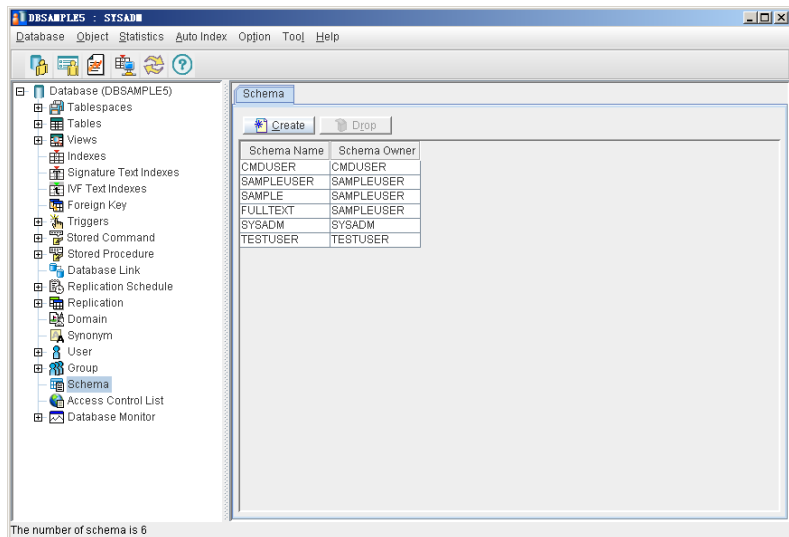 DBSAMPLE5 : SYSADM
Database Object Statistics Auto Index Option Tool Help
Database (DBSAMPLE5)
Tablespaces
Tables
Views
Indexes
Signature Text Indexes
IVF Text Indexes
Foreign Key
Triggers
Stored Command
Stored Procedure
Database Link
Replication Schedule
Replication
Domain
Synonym
User
Group
Schema
Access Control List
Database Monitor
Schema
Create Drop
Schema Name Schema Owner
CMDUSER CMDUSER
SAMPLEUSER SAMPLEUSER
SAMPLE SAMPLEUSER
FULLTEXT SAMPLEUSER
SYSADM SYSADM
TESTUSER TESTUSER
The number of schema is 6